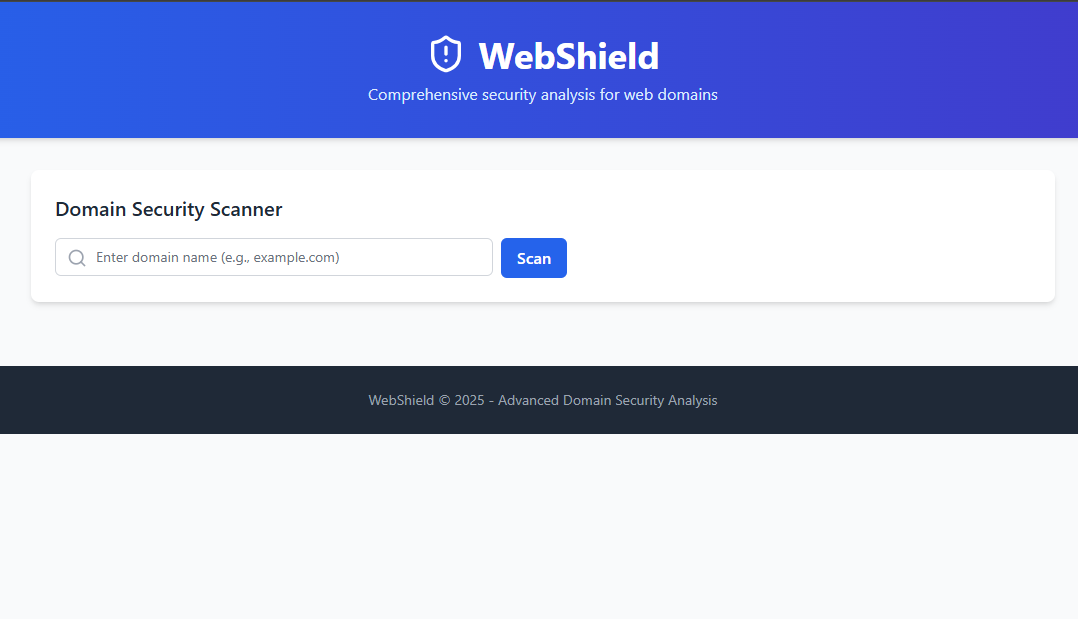 WebShield
Comprehensive security analysis for web domains
Domain Security Scanner
Enter domain name (e.g., example.com)
Scan
WebShield © 2025 - Advanced Domain Security Analysis